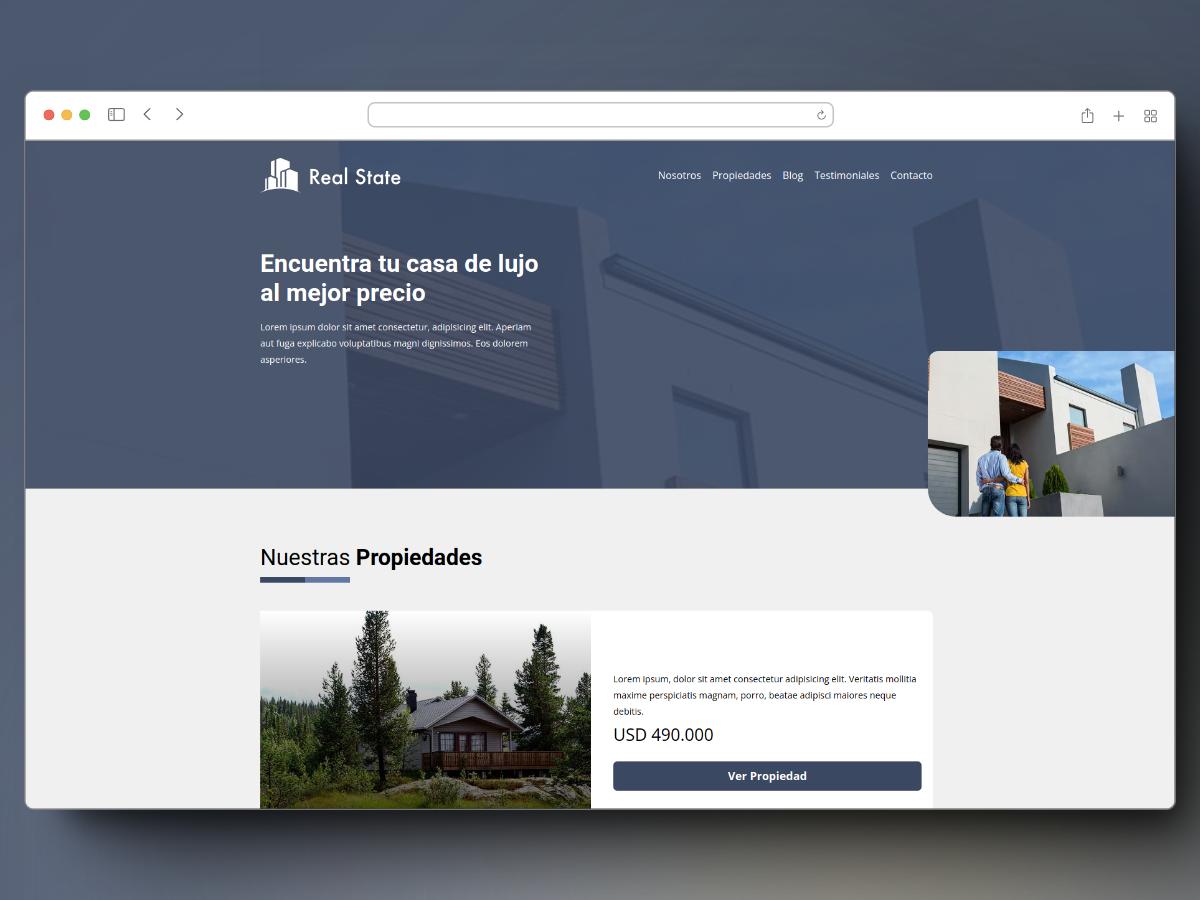 Real State
Nosotros Propiedades Blog Testimoniales Contacto
Encuentra tu casa de lujo
al mejor precio
Lorem ipsum dolor sit amet consectetur, adipisicing elit. Aperiam
aut fuga explicabo voluptatibus magni dignissimos. Eos dolorem
asperiores.
Nuestras Propiedades
Lorem ipsum, dolor sit amet consectetur adipisicing elit. Veritatis mollitia
maxime perspiciatis magnam, porro, beatae adipisci maiores neque
debitis.
USD 490.000
Ver Propiedad